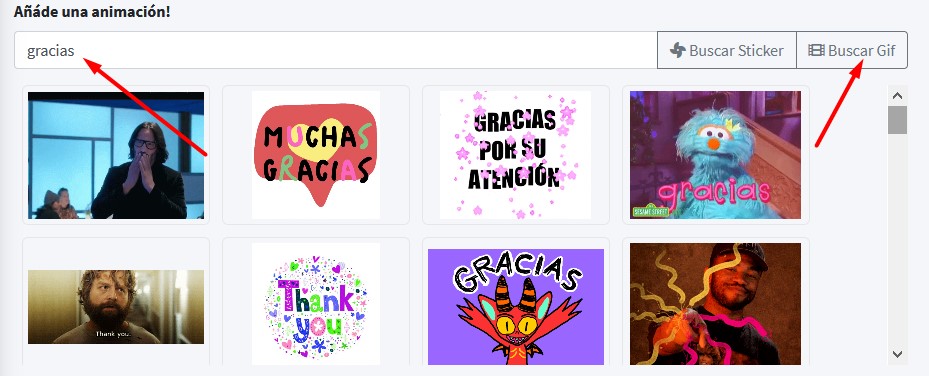 Añáde una animación!
gracias
Buscar Sticker
Buscar Gif
MUCHAS
GRACIAS
GRACIAS
POR SU
ATENCIÓN
gracias
SESAME STREET
Thank you.
Thank
you
GRACIAS